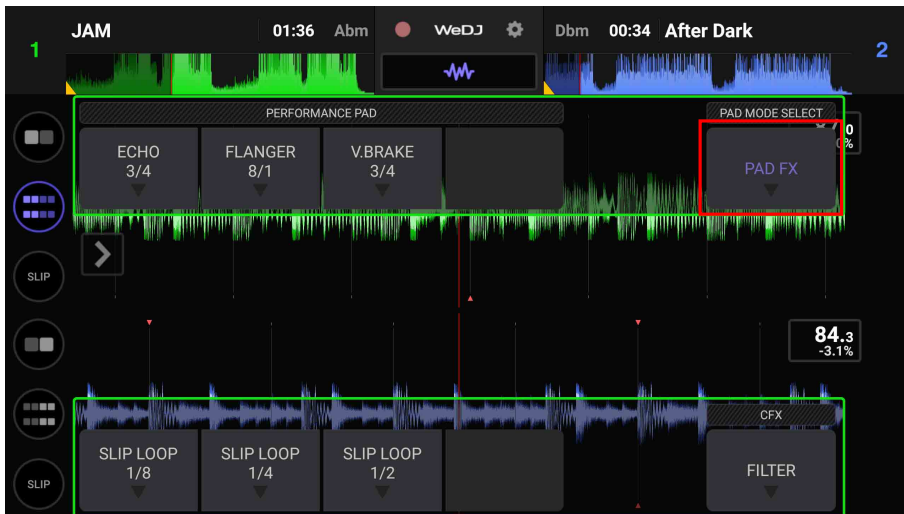 1
JAM
01:36 Abm
WeDJ
Dbm 00:34 After Dark
2
PERFORMANCE PAD
PAD MODE SELECT
ECHO
3/4
FLANGER
8/1
V.BRAKE
3/4
PAD FX
0
%
SLIP
84.3
-3.1%
CFX
SLIP LOOP
1/8
SLIP LOOP
1/4
SLIP LOOP
1/2
FILTER
SLIP